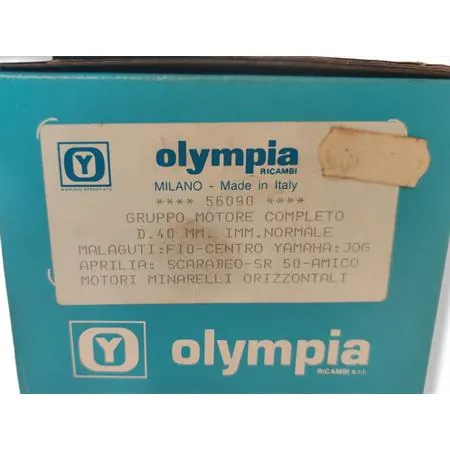 Y
olympia
RICAMBI
MARCHIO DEPOSITATO
MILANO - Made in Italy
**** 56090 ****
GRUPPO MOTORE COMPLETO
D.40 MM. IMM.NORMALE
MALAGUTI:F10-CENTRO YAMAHA:JOG
APRILIA: SCARABEO-SR 50-AMICO
MOTORI MINARELLI ORIZZONTALI
Y
olympia
RICAMBI s.r.l.